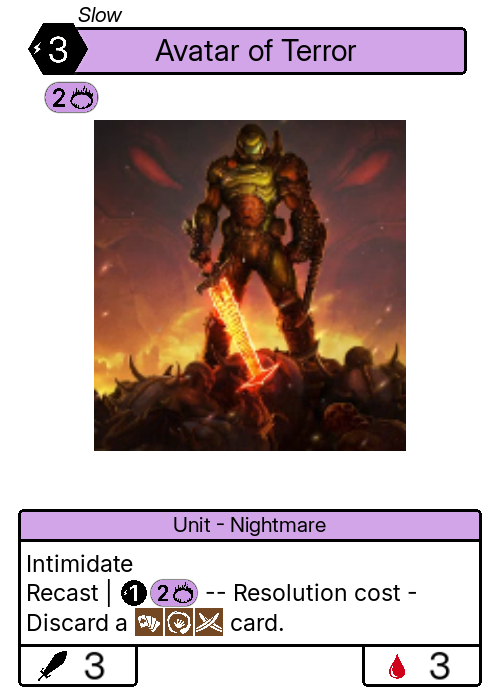 Slow
3
Avatar of Terror
2
Unit - Nightmare
Intimidate
Recast | 1 2 -- Resolution cost -
Discard a card.
3
3